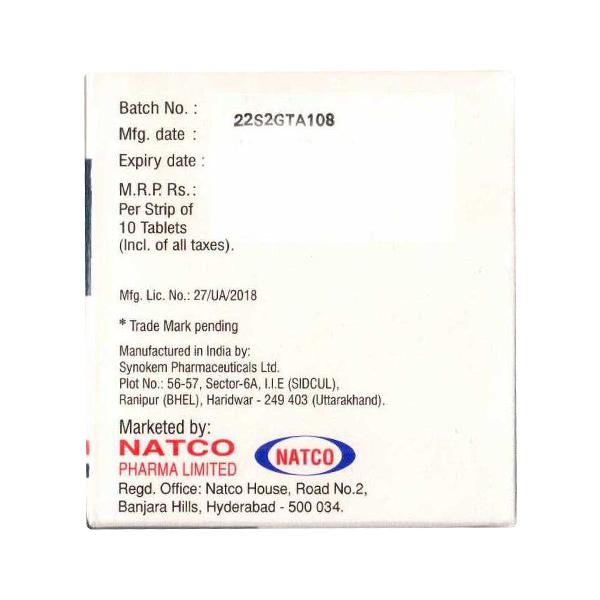 Batch No. :
22S2GTA108
Mfg. date :
Expiry date :
M.R.P. Rs.:
Per Strip of
10 Tablets
(Incl. of all taxes).
Mfg. Lic. No.: 27/UA/2018
* Trade Mark pending
Manufactured in India by:
Synokem Pharmaceuticals Ltd.
Plot No.: 56-57, Sector-6A, I.I.E (SIDCUL),
Ranipur (BHEL), Haridwar - 249 403 (Uttarakhand).
Marketed by:
NATCO
PHARMA LIMITED
NATCO
Regd. Office: Natco House, Road No.2,
Banjara Hills, Hyderabad - 500 034.